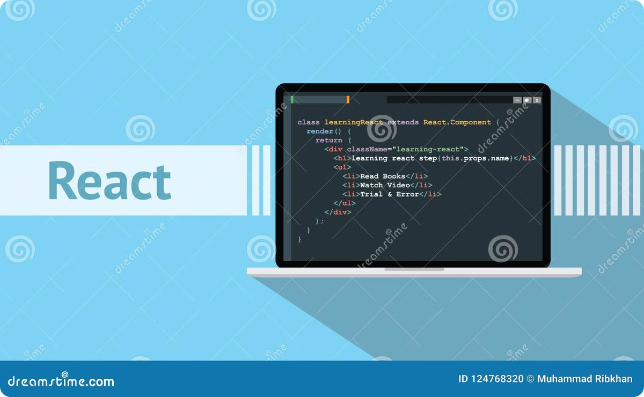 React
class learningReact extends React.Component {
render() {
return (
<div className="learning-react">
<h1>learning react step{this.props.name}</h1>
<ul>
<li>Read Books</li>
<li>Watch Video</li>
<li>Trial & Error</li>
</ul>
</div>
);
}
}
dreamstime.com
ID 124768320 © Muhammad Ribkhan